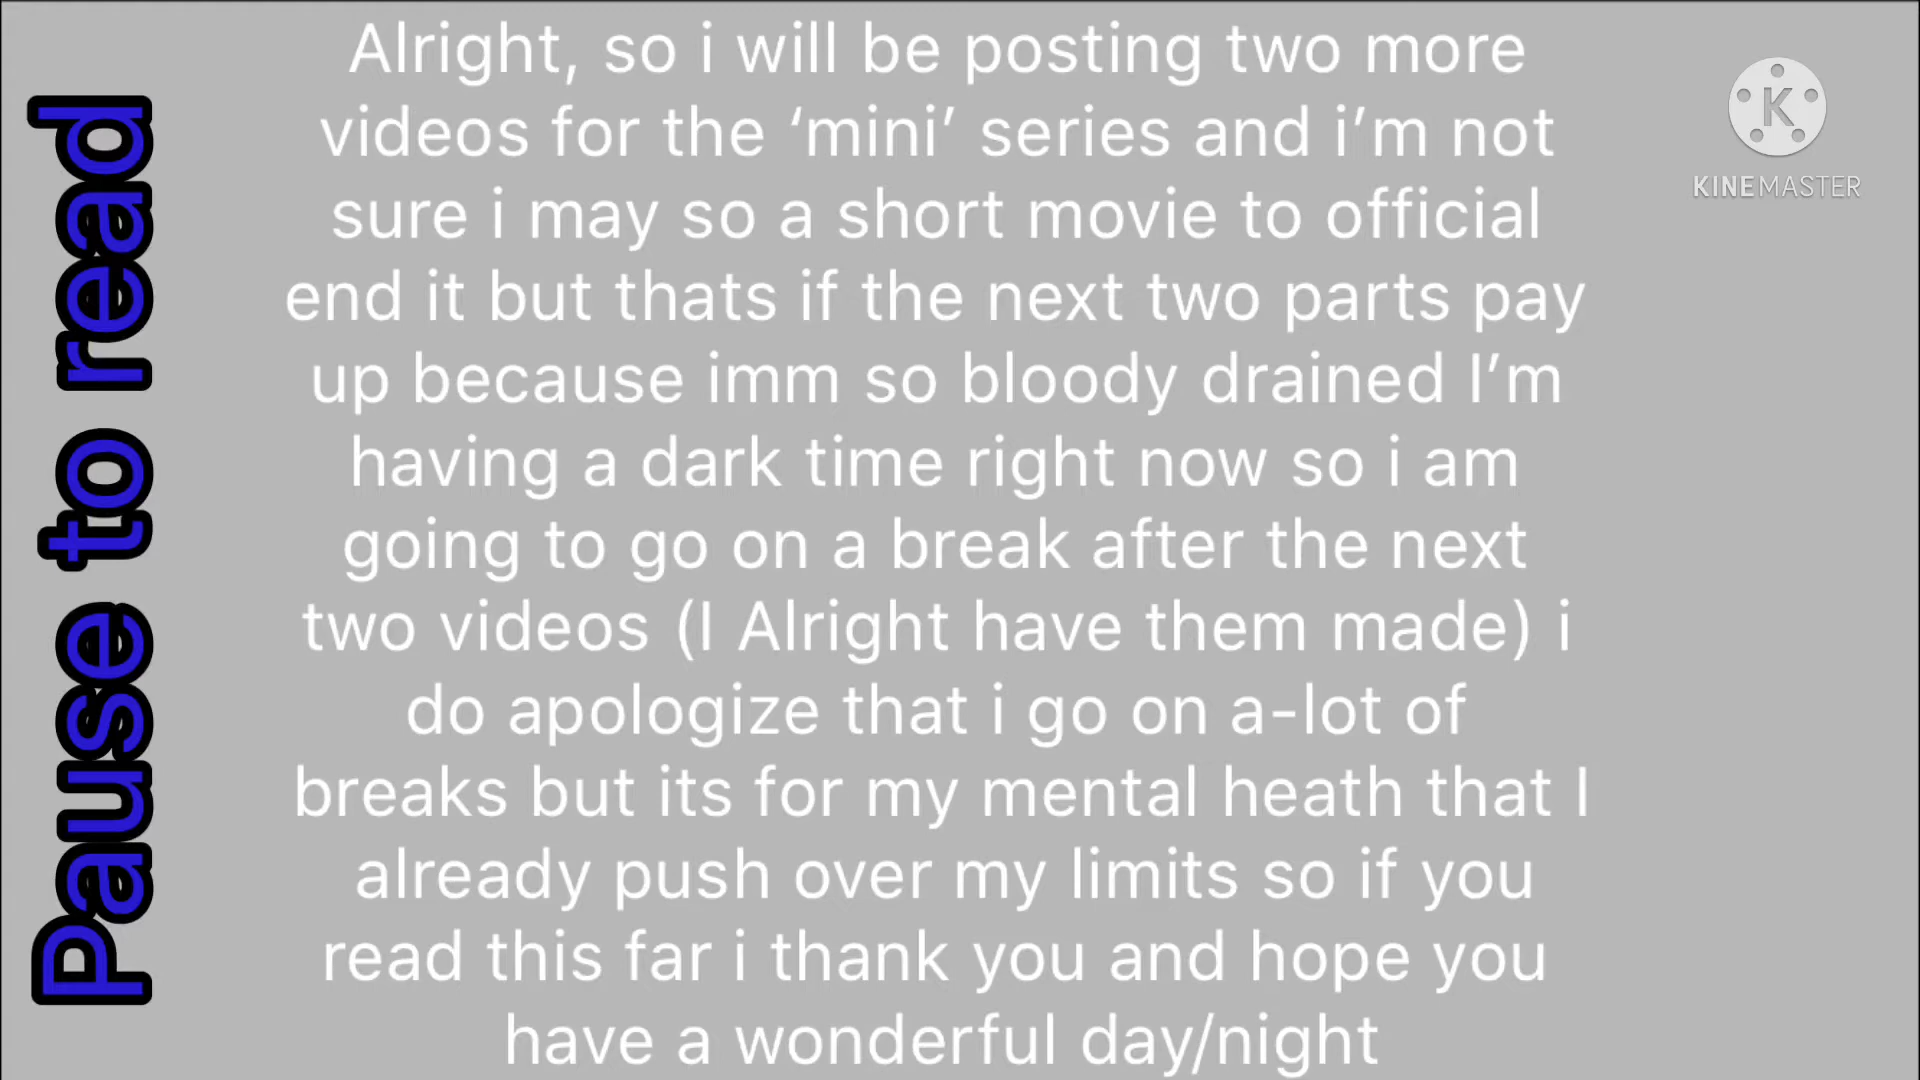 Pause to read
Alright, so i will be posting two more
videos for the ‘mini’ series and i’m not
sure i may so a short movie to official
end it but thats if the next two parts pay
up because imm so bloody drained I’m
having a dark time right now so i am
going to go on a break after the next
two videos (I Alright have them made) i
do apologize that i go on a-lot of
breaks but its for my mental heath that I
already push over my limits so if you
read this far i thank you and hope you
have a wonderful day/night
K
KINEMASTER